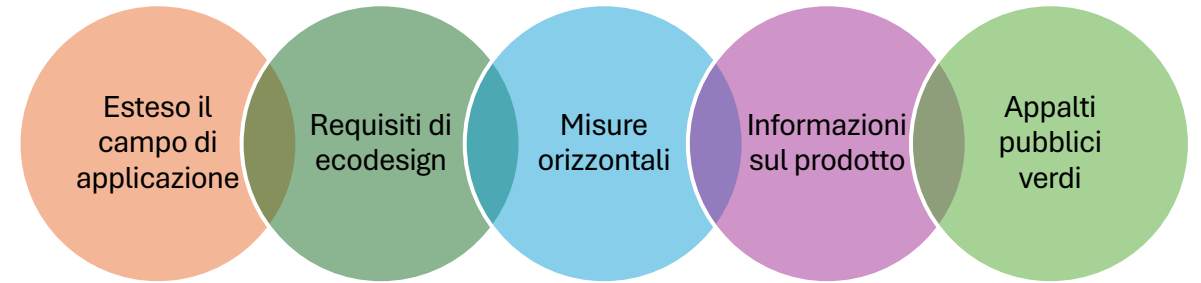 Esteso il
campo di
applicazione
Requisiti di
ecodesign
Misure
orizzontali
Informazioni
sul prodotto
Appalti
pubblici
verdi